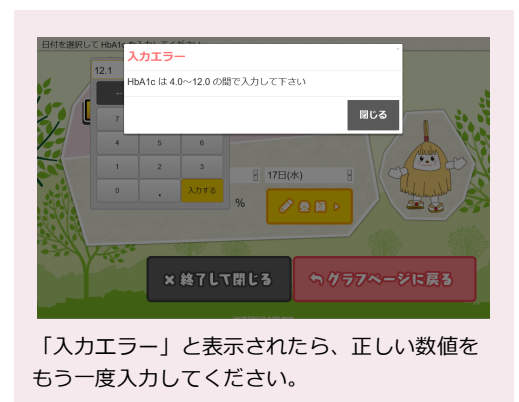 日付を選択して HbA1c を入力してください
入力エラー
12.1
HbA1c は 4.0～12.0 の間で入力して下さい
←
閉じる
7
4 5 6
1 2 3
17日(水)
0 . 入力する
%
登録
×終了して閉じる
グラフページに戻る
「入力エラー」と表示されたら、正しい数値を
もう一度入力してください。